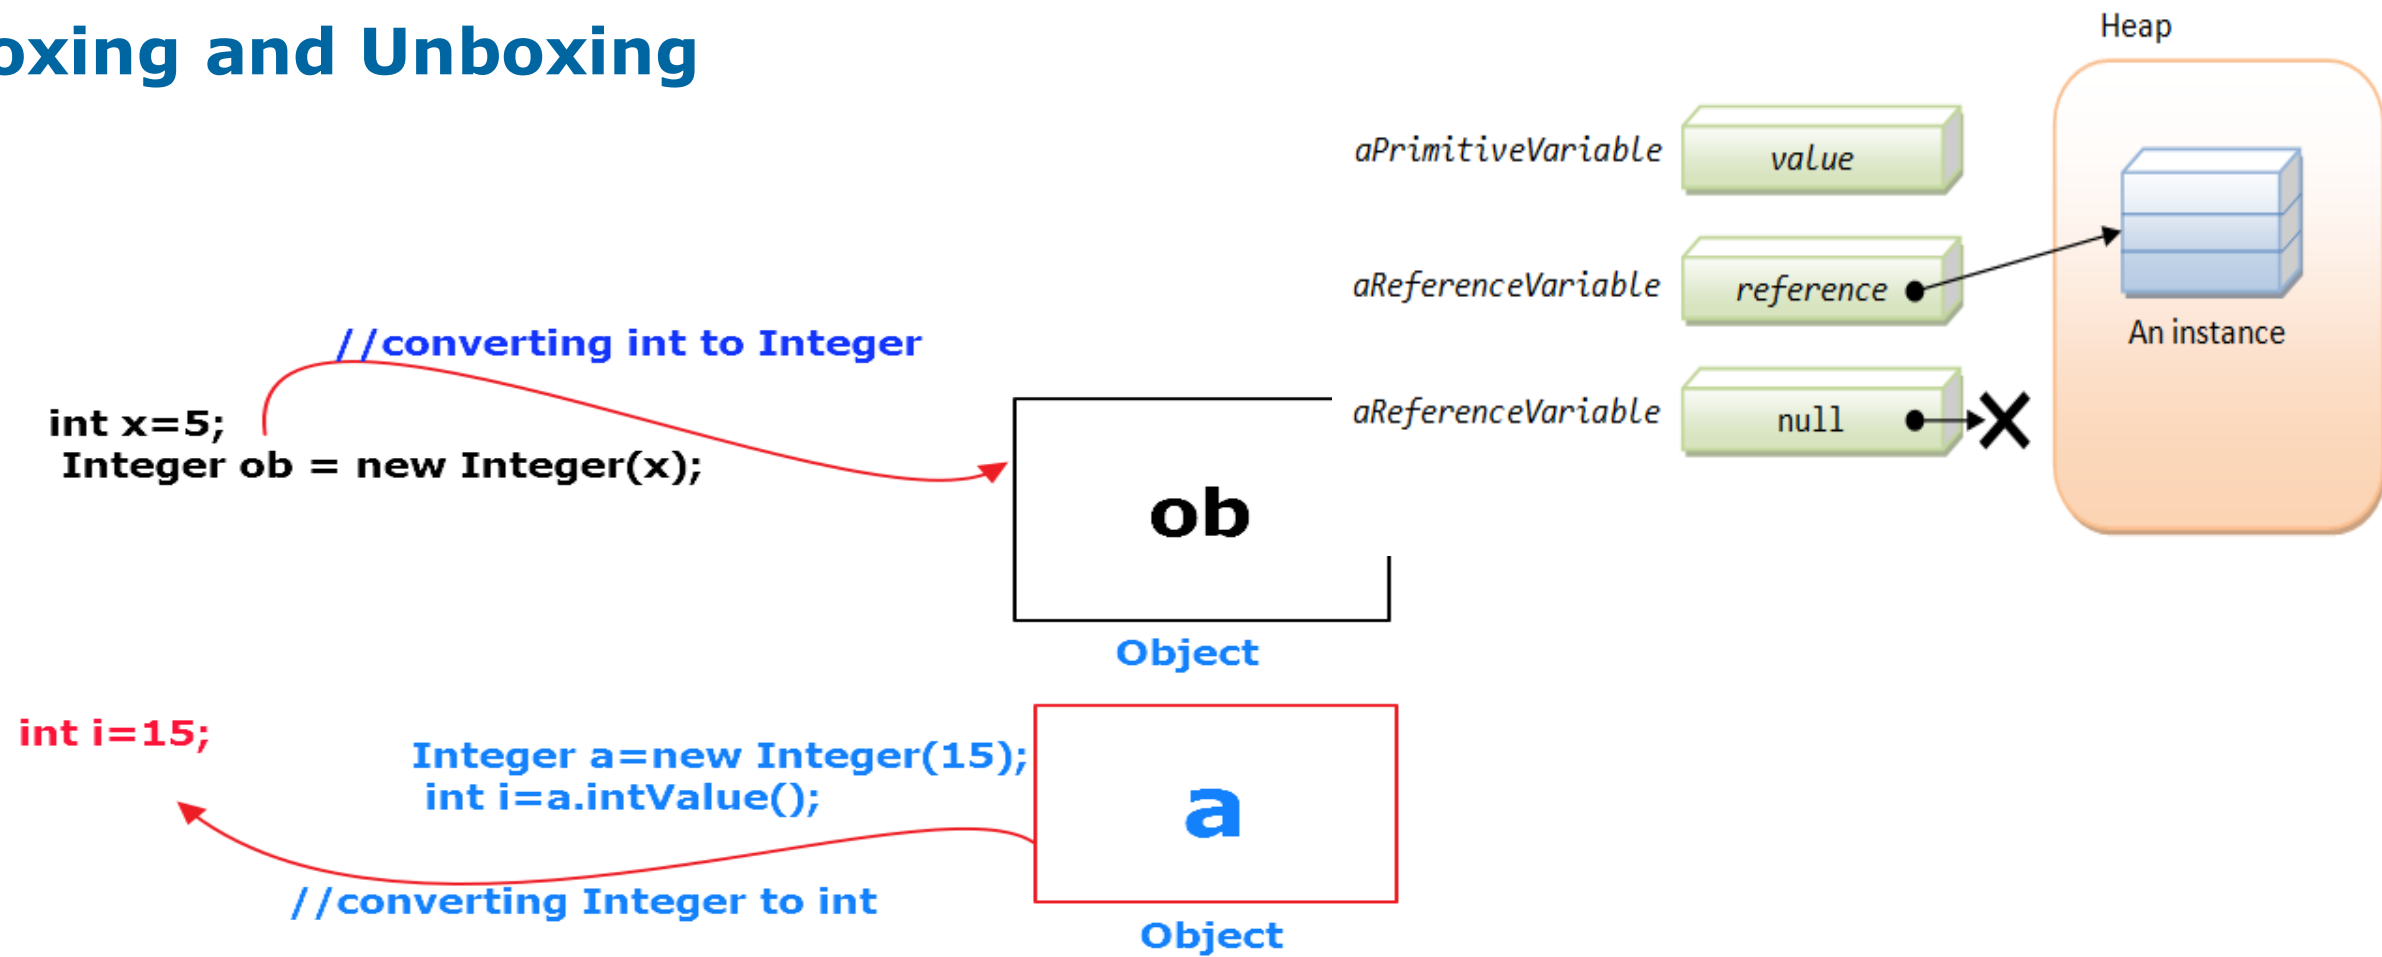 oxing and Unboxing
Heap
aPrimitiveVariable
value
aReferenceVariable
reference
An instance
aReferenceVariable
null
//converting int to Integer
int x=5;
Integer ob = new Integer(x);
ob
Object
int i=15;
Integer a=new Integer(15);
int i=a.intValue();
a
//converting Integer to int
Object